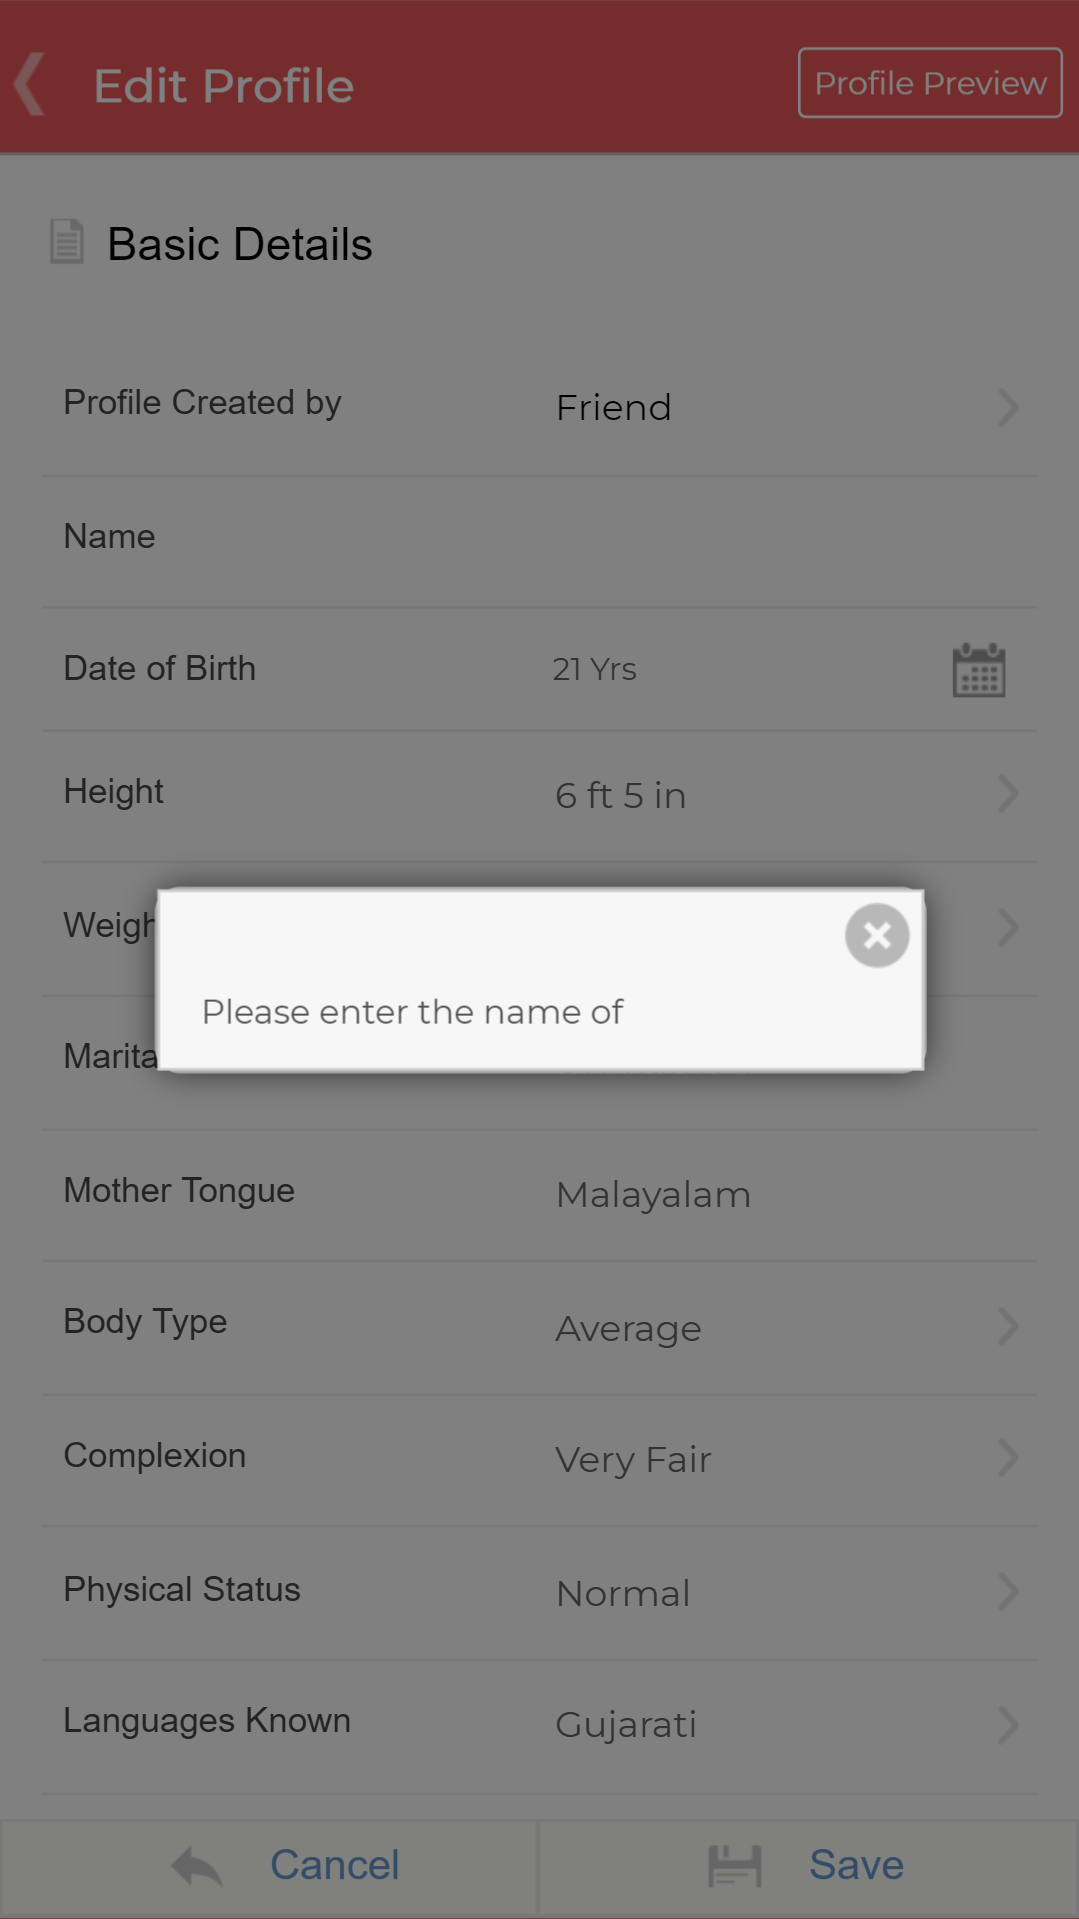 Edit Profile
Profile Preview
Basic Details
Profile Created by
Friend
Name
Date of Birth
21 Yrs
Height
6 ft 5 in
Please enter the name of
Mother Tongue
Malayalam
Body Type
Average
Complexion
Very Fair
Physical Status
Normal
Languages Known
Gujarati
Cancel
Save